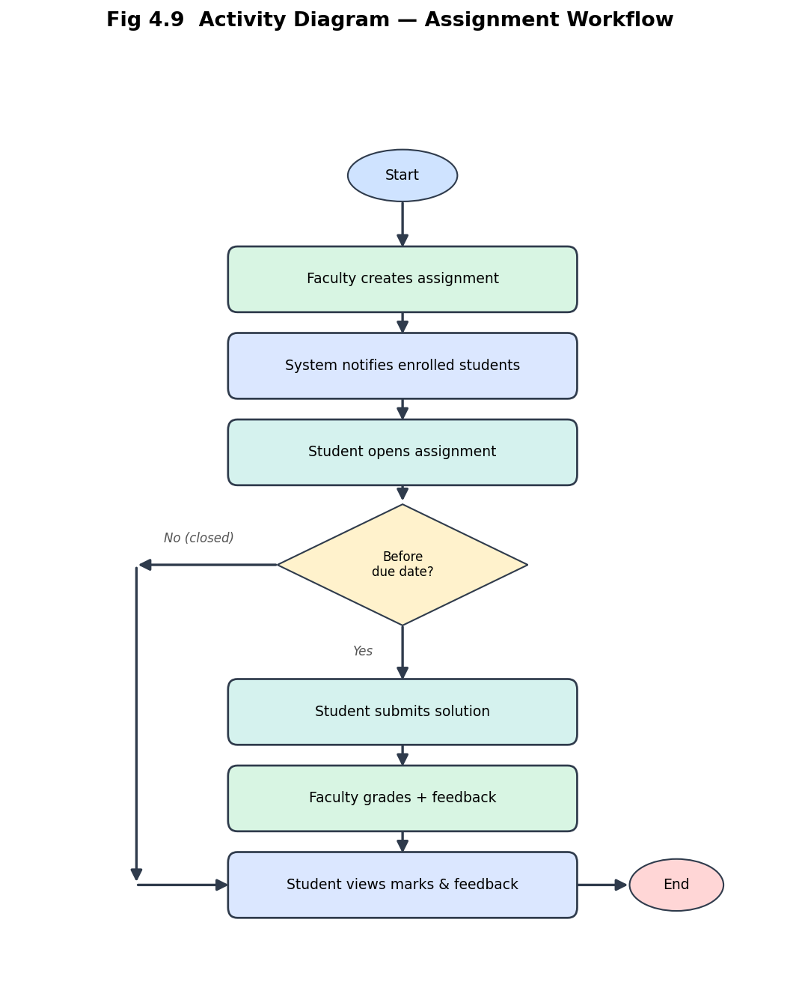 Fig 4.9  Activity Diagram — Assignment Workflow
Start
Faculty creates assignment
System notifies enrolled students
Student opens assignment
No (closed)
Before
due date?
Yes
Student submits solution
Faculty grades + feedback
Student views marks & feedback
End